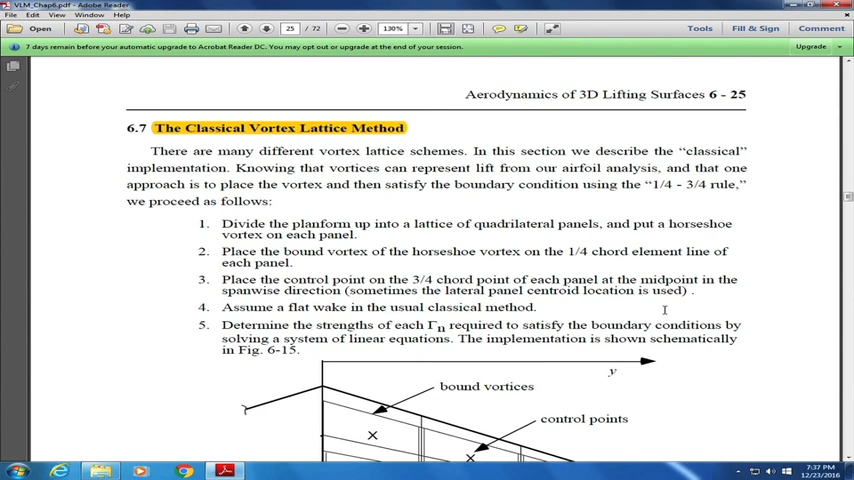 VLM_Chap6.pdf - Adobe Reader
File Edit View Window Help
Open 25 / 72 130% Tools Fill & Sign Comment
7 days remain before your automatic upgrade to Acrobat Reader DC. You may opt out or upgrade at the end of your session. Upgrade
Aerodynamics of 3D Lifting Surfaces 6 - 25
6.7 The Classical Vortex Lattice Method
There are many different vortex lattice schemes. In this section we describe the “classical”
implementation. Knowing that vortices can represent lift from our airfoil analysis, and that one
approach is to place the vortex and then satisfy the boundary condition using the “1/4 - 3/4 rule,”
we proceed as follows:
1. Divide the planform up into a lattice of quadrilateral panels, and put a horseshoe
vortex on each panel.
2. Place the bound vortex of the horseshoe vortex on the 1/4 chord element line of
each panel.
3. Place the control point on the 3/4 chord point of each panel at the midpoint in the
spanwise direction (sometimes the lateral panel centroid location is used) .
4. Assume a flat wake in the usual classical method.
5. Determine the strengths of each Γn required to satisfy the boundary conditions by
solving a system of linear equations. The implementation is shown schematically
in Fig. 6-15.
y
bound vortices
control points
7:37 PM
12/23/2016